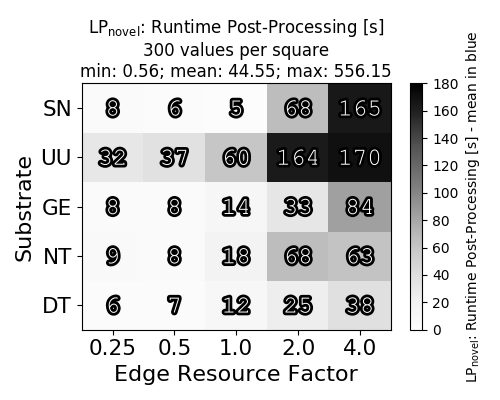 LP_novel: Runtime Post-Processing [s]
300 values per square
min: 0.56; mean: 44.55; max: 556.15
SN 8 6 5 68 165
UU 32 37 60 164 170
GE 8 8 14 33 84
NT 9 8 18 68 63
DT 6 7 12 25 38
0.25 0.5 1.0 2.0 4.0
Edge Resource Factor
Substrate
180
160
140
120
100
80
60
40
20
0
LP_novel: Runtime Post-Processing [s] - mean in blue